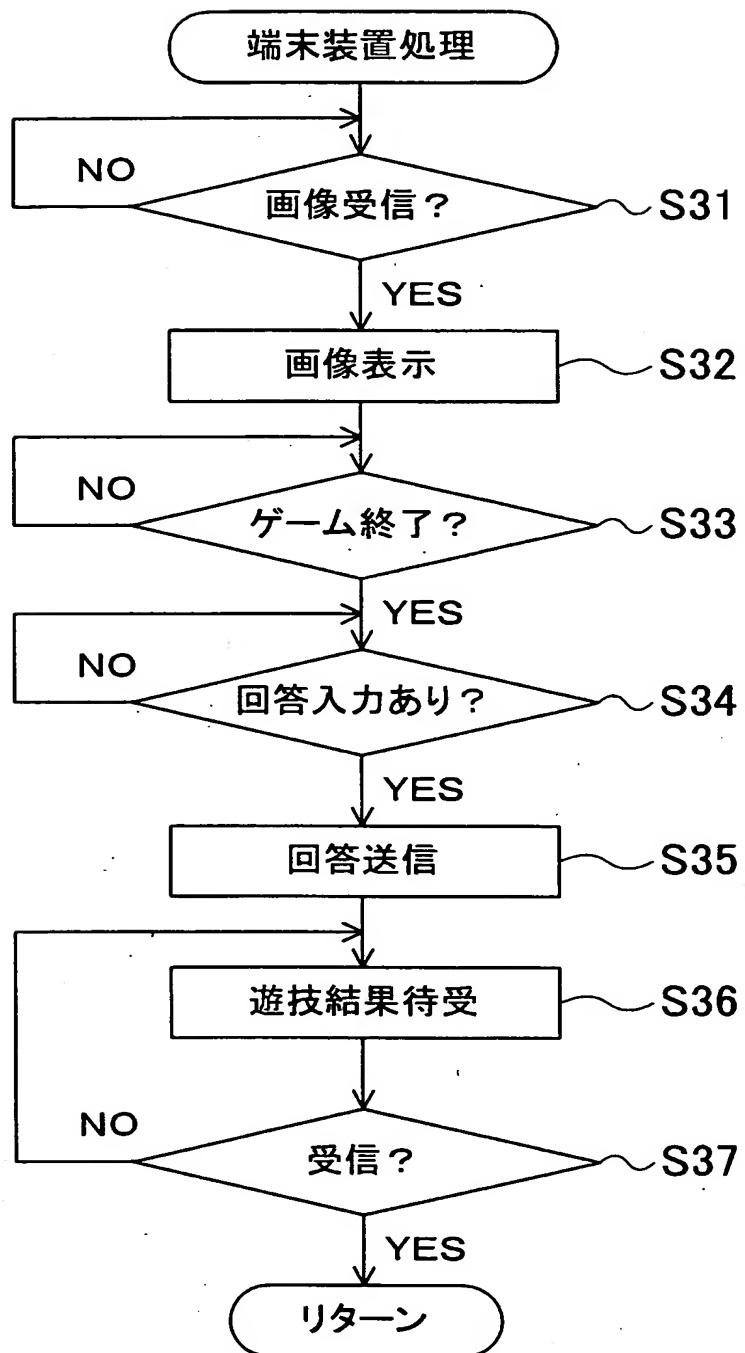 端末装置処理
NO
画像受信？
S31
YES
画像表示
S32
NO
ゲーム終了？
S33
YES
NO
回答入力あり？
S34
YES
回答送信
S35
遊技結果待受
S36
NO
受信？
S37
YES
リターン